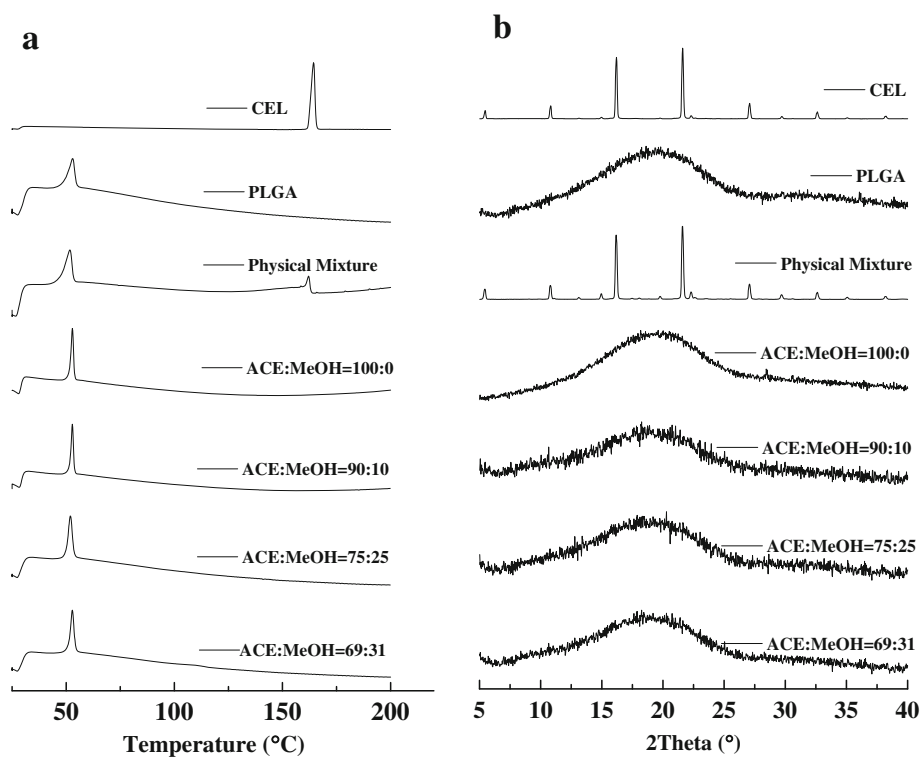 a
CEL
PLGA
Physical Mixture
ACE:MeOH=100:0
ACE:MeOH=90:10
ACE:MeOH=75:25
ACE:MeOH=69:31
50
100
150
200
Temperature (°C)
b
CEL
PLGA
Physical Mixture
ACE:MeOH=100:0
ACE:MeOH=90:10
ACE:MeOH=75:25
ACE:MeOH=69:31
5
10
15
20
25
30
35
40
2Theta (°)